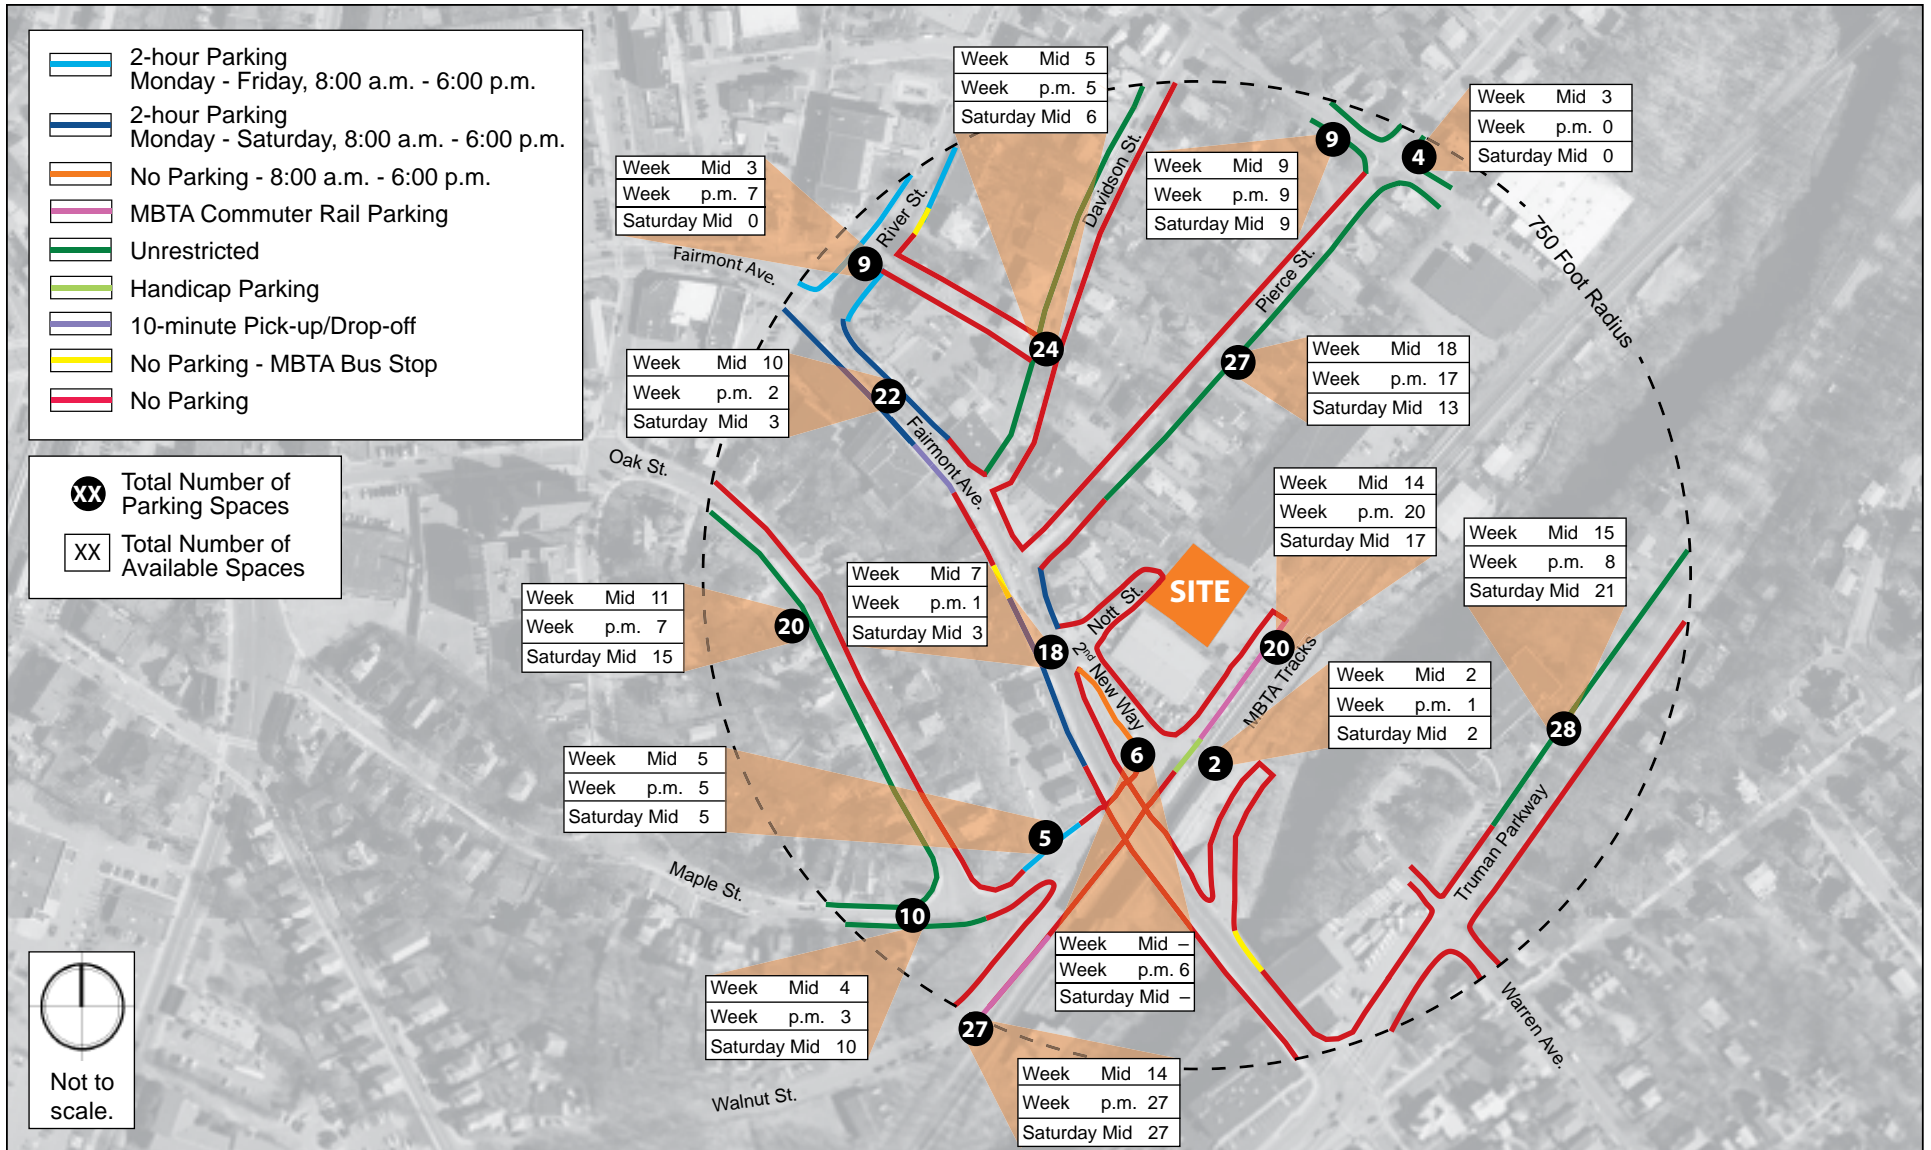 2-hour Parking
Monday - Friday, 8:00 a.m. - 6:00 p.m.
2-hour Parking
Monday - Saturday, 8:00 a.m. - 6:00 p.m.
No Parking - 8:00 a.m. - 6:00 p.m.
MBTA Commuter Rail Parking
Unrestricted
Handicap Parking
10-minute Pick-up/Drop-off
No Parking - MBTA Bus Stop
No Parking
XX Total Number of
Parking Spaces
XX Total Number of
Available Spaces
Week Mid 5
Week p.m. 5
Saturday Mid 6
Week Mid 3
Week p.m. 0
Saturday Mid 0
Week Mid 3
Week p.m. 7
Saturday Mid 0
Week Mid 9
Week p.m. 9
Saturday Mid 9
9
4
Davidson St.
River St.
Fairmont Ave.
9
750 Foot Radius
Pierce St.
24
27
Week Mid 18
Week p.m. 17
Saturday Mid 13
Week Mid 10
Week p.m. 2
Saturday Mid 3
22
Fairmont Ave.
Oak St.
Week Mid 14
Week p.m. 20
Saturday Mid 17
Week Mid 15
Week p.m. 8
Saturday Mid 21
Week Mid 7
Week p.m. 1
Saturday Mid 3
SITE
Nott St.
Week Mid 11
Week p.m. 7
Saturday Mid 15
20
18
2nd New Way
20
MBTA Tracks
Week Mid 2
Week p.m. 1
Saturday Mid 2
28
6
2
Week Mid 5
Week p.m. 5
Saturday Mid 5
5
Truman Parkway
Maple St.
10
Week Mid –
Week p.m. 6
Saturday Mid –
Week Mid 4
Week p.m. 3
Saturday Mid 10
27
Warren Ave.
Walnut St.
Week Mid 14
Week p.m. 27
Saturday Mid 27
Not to
scale.